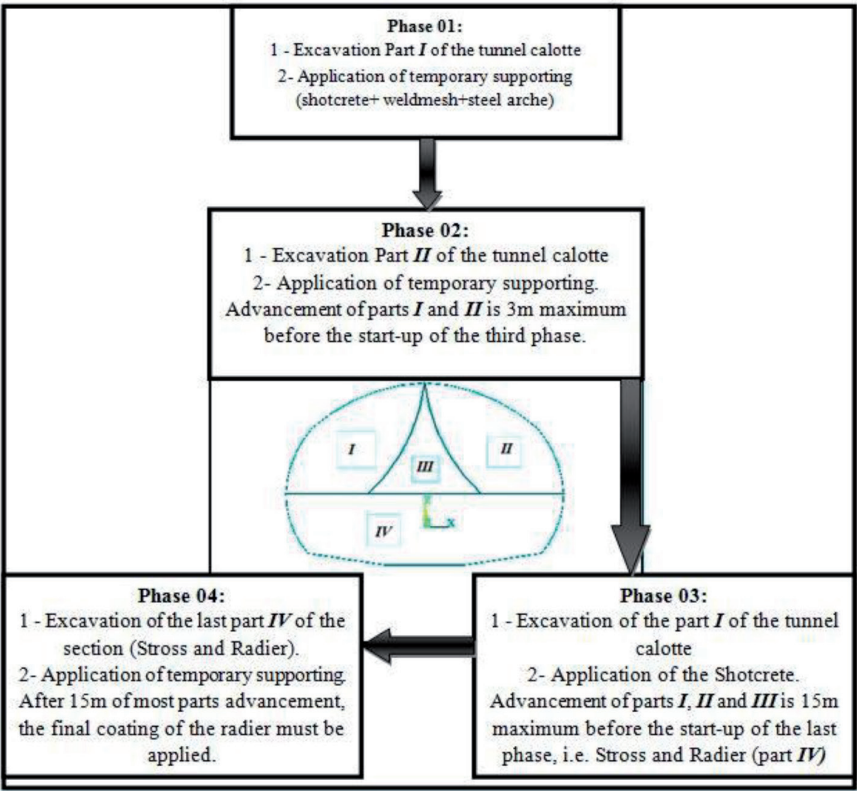 Phase 01:
1 - Excavation Part I of the tunnel calotte
2- Application of temporary supporting
(shotcrete+ weldmesh+steel arche)
Phase 02:
1 - Excavation Part II of the tunnel calotte
2- Application of temporary supporting.
Advancement of parts I and II is 3m maximum
before the start-up of the third phase.
I
II
III
IV
X
Phase 04:
1 - Excavation of the last part IV of the
section (Stross and Radier).
2- Application of temporary supporting.
After 15m of most parts advancement,
the final coating of the radier must be
applied.
Phase 03:
1 - Excavation of the part I of the tunnel
calotte
2- Application of the Shotcrete.
Advancement of parts I, II and III is 15m
maximum before the start-up of the last
phase, i.e. Stross and Radier (part IV)